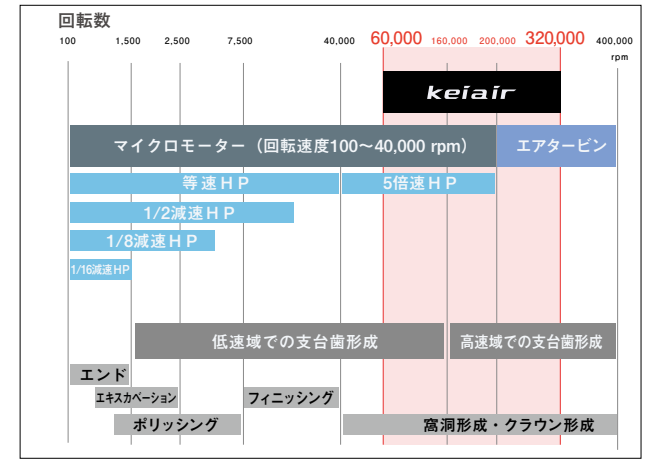 回転数
100 1,500 2,500 7,500 40,000 60,000 160,000 200,000 320,000 400,000
rpm
keiair
マイクロモーター（回転速度100〜40,000 rpm） エアタービン
等速ＨＰ 5倍速ＨＰ
1/2減速ＨＰ
1/8減速ＨＰ
1/16減速HP
低速域での支台歯形成 高速域での支台歯形成
エンド
エキスカベーション フィニッシング
ポリッシング 窩洞形成・クラウン形成